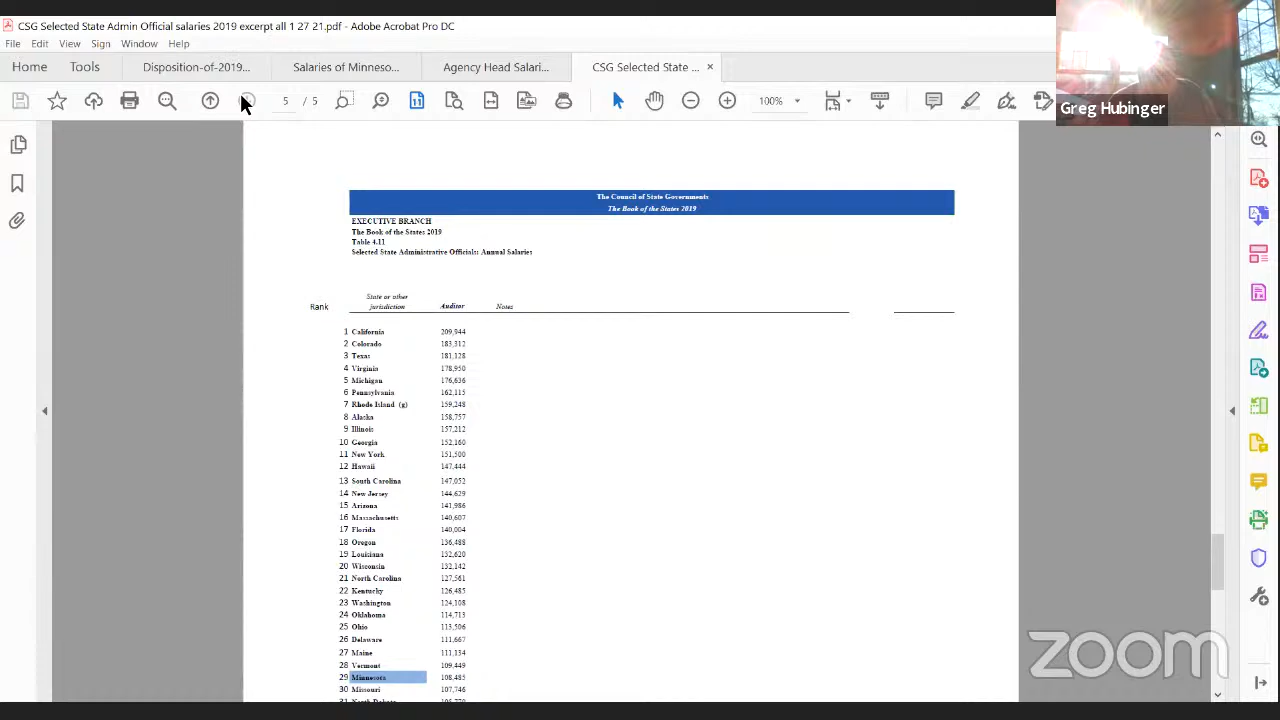 CSG Selected State Admin Official salaries 2019 excerpt all 1 27 21.pdf - Adobe Acrobat Pro DC
File Edit View Sign Window Help
Home Tools Disposition-of-2019... Salaries of Minneso... Agency Head Salari... CSG Selected State ... ×
5 / 5 100%
Greg Hubinger
The Council of State Governments
The Book of the States 2019
EXECUTIVE BRANCH
The Book of the States 2019
Table 4.11
Selected State Administrative Officials: Annual Salaries
State or other
Rank jurisdiction Auditor Notes
1 California 209,944
2 Colorado 183,312
3 Texas 181,128
4 Virginia 178,950
5 Michigan 176,636
6 Pennsylvania 162,115
7 Rhode Island (g) 159,248
8 Alaska 158,757
9 Illinois 157,212
10 Georgia 152,160
11 New York 151,500
12 Hawaii 147,444
13 South Carolina 147,052
14 New Jersey 144,629
15 Arizona 141,986
16 Massachusetts 140,607
17 Florida 140,004
18 Oregon 136,488
19 Louisiana 132,620
20 Wisconsin 132,142
21 North Carolina 127,561
22 Kentucky 126,485
23 Washington 124,108
24 Oklahoma 114,713
25 Ohio 113,506
26 Delaware 111,667
27 Maine 111,134
28 Vermont 109,449
29 Minnesota 108,485
30 Missouri 107,746
zoom